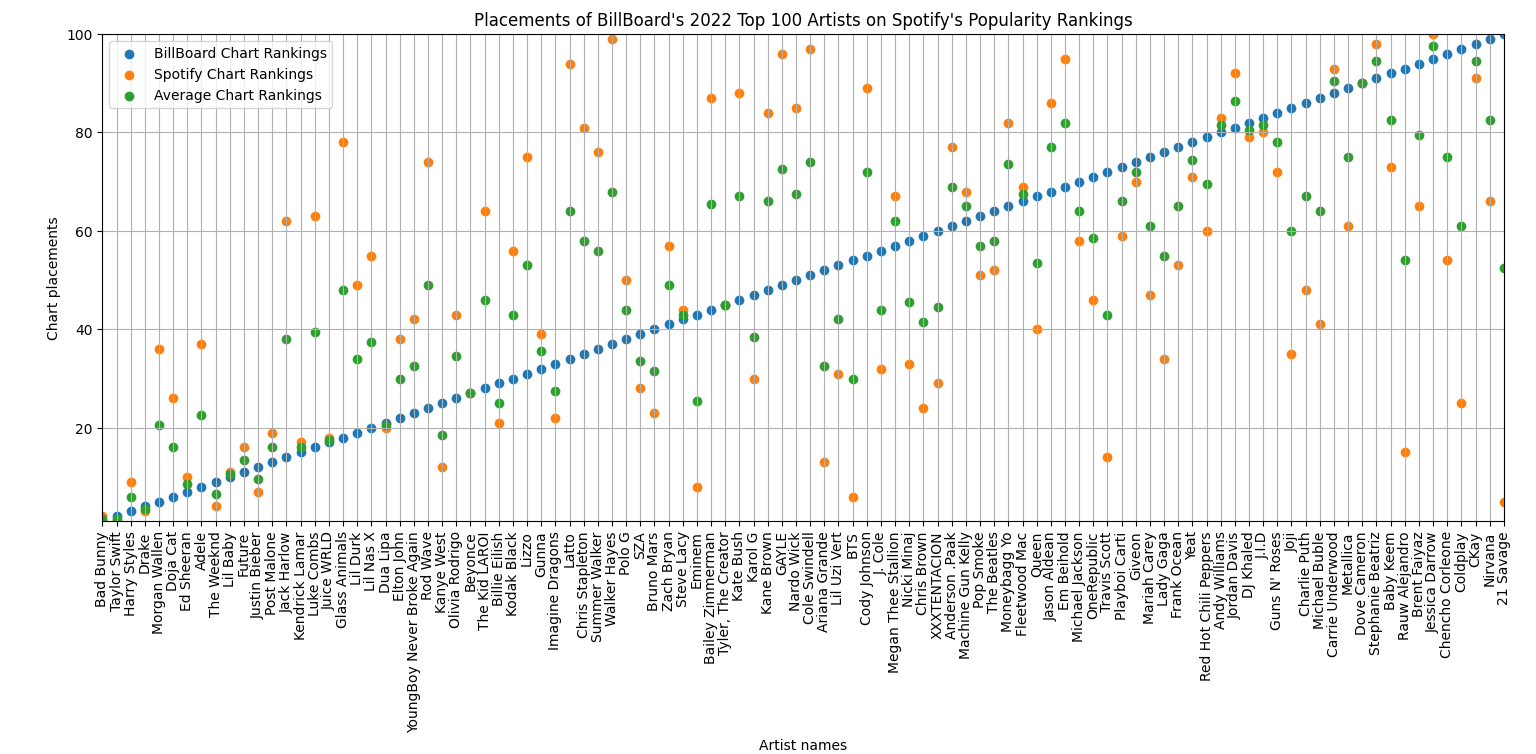 Placements of BillBoard's 2022 Top 100 Artists on Spotify's Popularity Rankings
BillBoard Chart Rankings
Spotify Chart Rankings
Average Chart Rankings
Chart placements
100
80
60
40
20
Bad Bunny
Taylor Swift
Harry Styles
Drake
Morgan Wallen
Doja Cat
Ed Sheeran
Adele
The Weeknd
Lil Baby
Future
Justin Bieber
Post Malone
Jack Harlow
Kendrick Lamar
Luke Combs
Juice WRLD
Glass Animals
Lil Durk
Lil Nas X
Dua Lipa
Elton John
YoungBoy Never Broke Again
Rod Wave
Kanye West
Olivia Rodrigo
Beyonce
The Kid LAROI
Billie Eilish
Kodak Black
Lizzo
Gunna
Imagine Dragons
Latto
Chris Stapleton
Summer Walker
Walker Hayes
Polo G
SZA
Bruno Mars
Zach Bryan
Steve Lacy
Eminem
Bailey Zimmerman
Tyler, The Creator
Kate Bush
Karol G
Kane Brown
GAYLE
Nardo Wick
Cole Swindell
Ariana Grande
Lil Uzi Vert
BTS
Cody Johnson
J. Cole
Megan Thee Stallion
Nicki Minaj
Chris Brown
XXXTENTACION
Anderson .Paak
Machine Gun Kelly
Pop Smoke
The Beatles
Moneybagg Yo
Fleetwood Mac
Queen
Jason Aldean
Em Beihold
Michael Jackson
OneRepublic
Travis Scott
Playboi Carti
Giveon
Mariah Carey
Lady Gaga
Frank Ocean
Yeat
Red Hot Chili Peppers
Andy Williams
Jordan Davis
DJ Khaled
J.I.D
Guns N' Roses
Joji
Charlie Puth
Michael Buble
Carrie Underwood
Metallica
Dove Cameron
Stephanie Beatriz
Baby Keem
Rauw Alejandro
Brent Faiyaz
Jessica Darrow
Chencho Corleone
Coldplay
CKay
Nirvana
21 Savage
Artist names